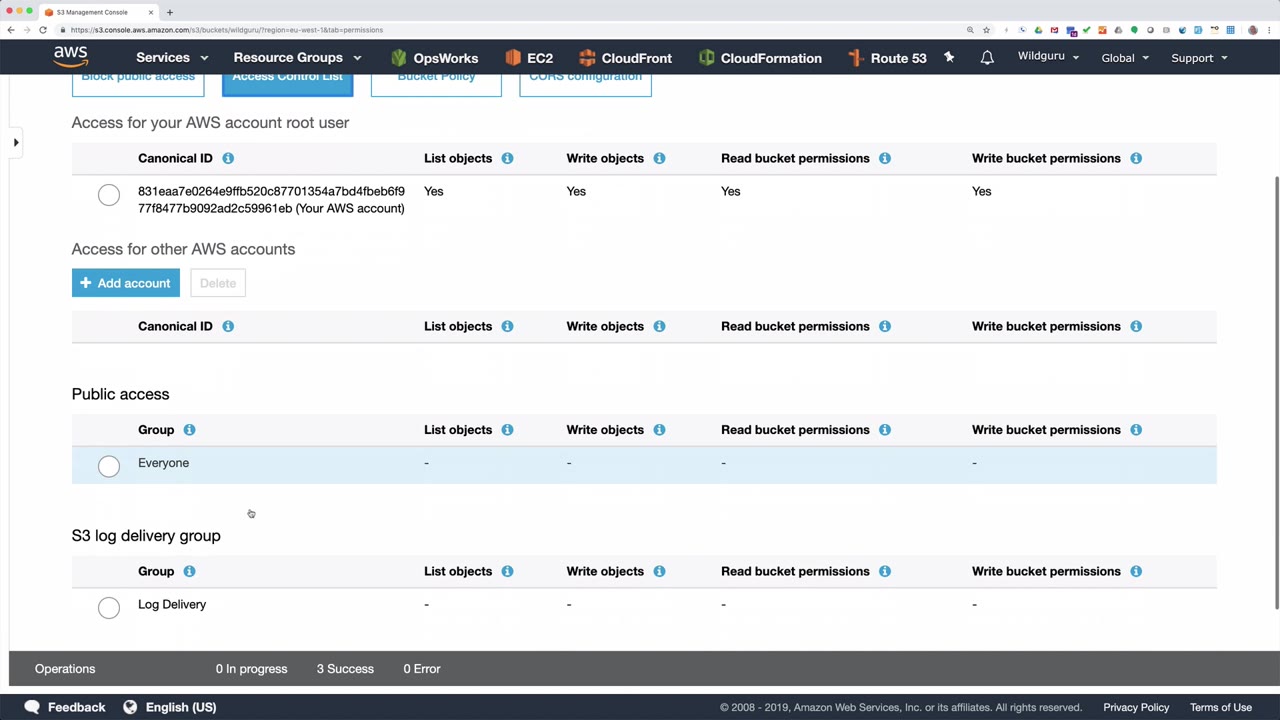 S3 Management Console
https://s3.console.aws.amazon.com/s3/buckets/wildguru/?region=eu-west-1&tab=permissions
aws
Services
Resource Groups
OpsWorks
EC2
CloudFront
CloudFormation
Route 53
Wildguru
Global
Support
Block public access
Access Control List
Bucket Policy
CORS configuration
Access for your AWS account root user
Canonical ID List objects Write objects Read bucket permissions Write bucket permissions
831eaa7e0264e9ffb520c87701354a7bd4fbeb6f9 Yes Yes Yes Yes
77f8477b9092ad2c59961eb (Your AWS account)
Access for other AWS accounts
+ Add account Delete
Canonical ID List objects Write objects Read bucket permissions Write bucket permissions
Public access
Group List objects Write objects Read bucket permissions Write bucket permissions
Everyone - - - -
S3 log delivery group
Group List objects Write objects Read bucket permissions Write bucket permissions
Log Delivery - - - -
Operations 0 In progress 3 Success 0 Error
Feedback English (US) © 2008 - 2019, Amazon Web Services, Inc. or its affiliates. All rights reserved. Privacy Policy Terms of Use